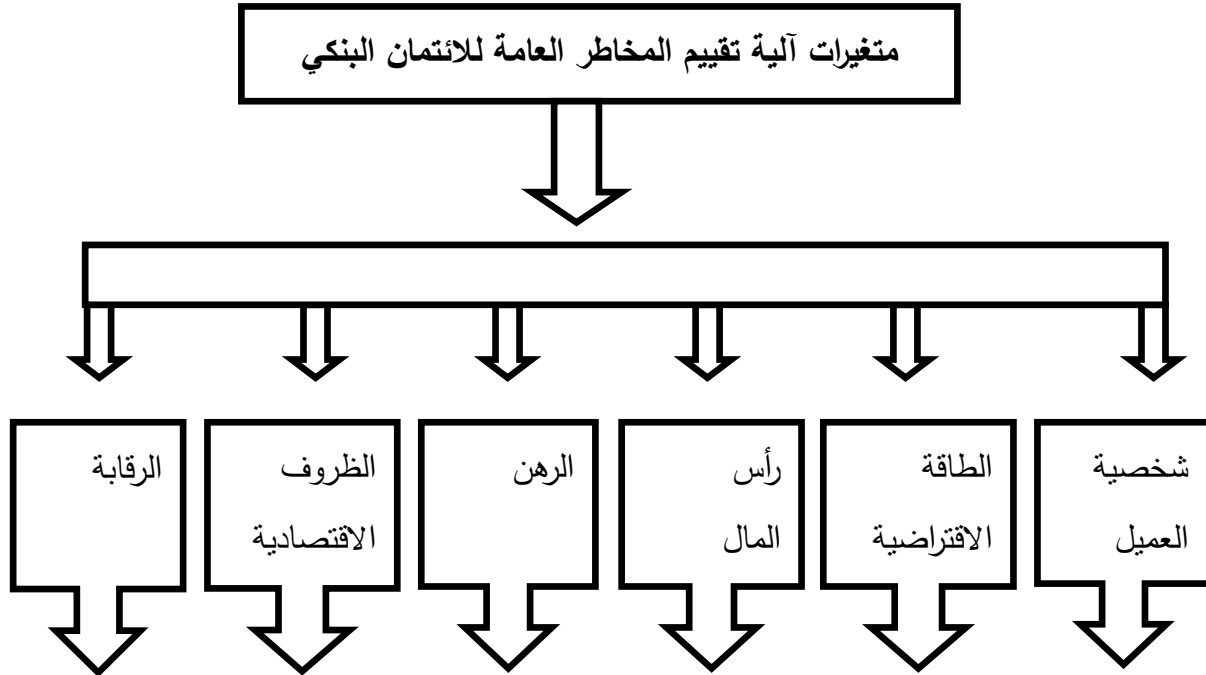 متغيرات آلية تقييم المخاطر العامة للائتمان البنكي
شخصية
العميل
الطاقة
الاقتراضية
رأس
المال
الرهن
الظروف
الاقتصادية
الرقابة